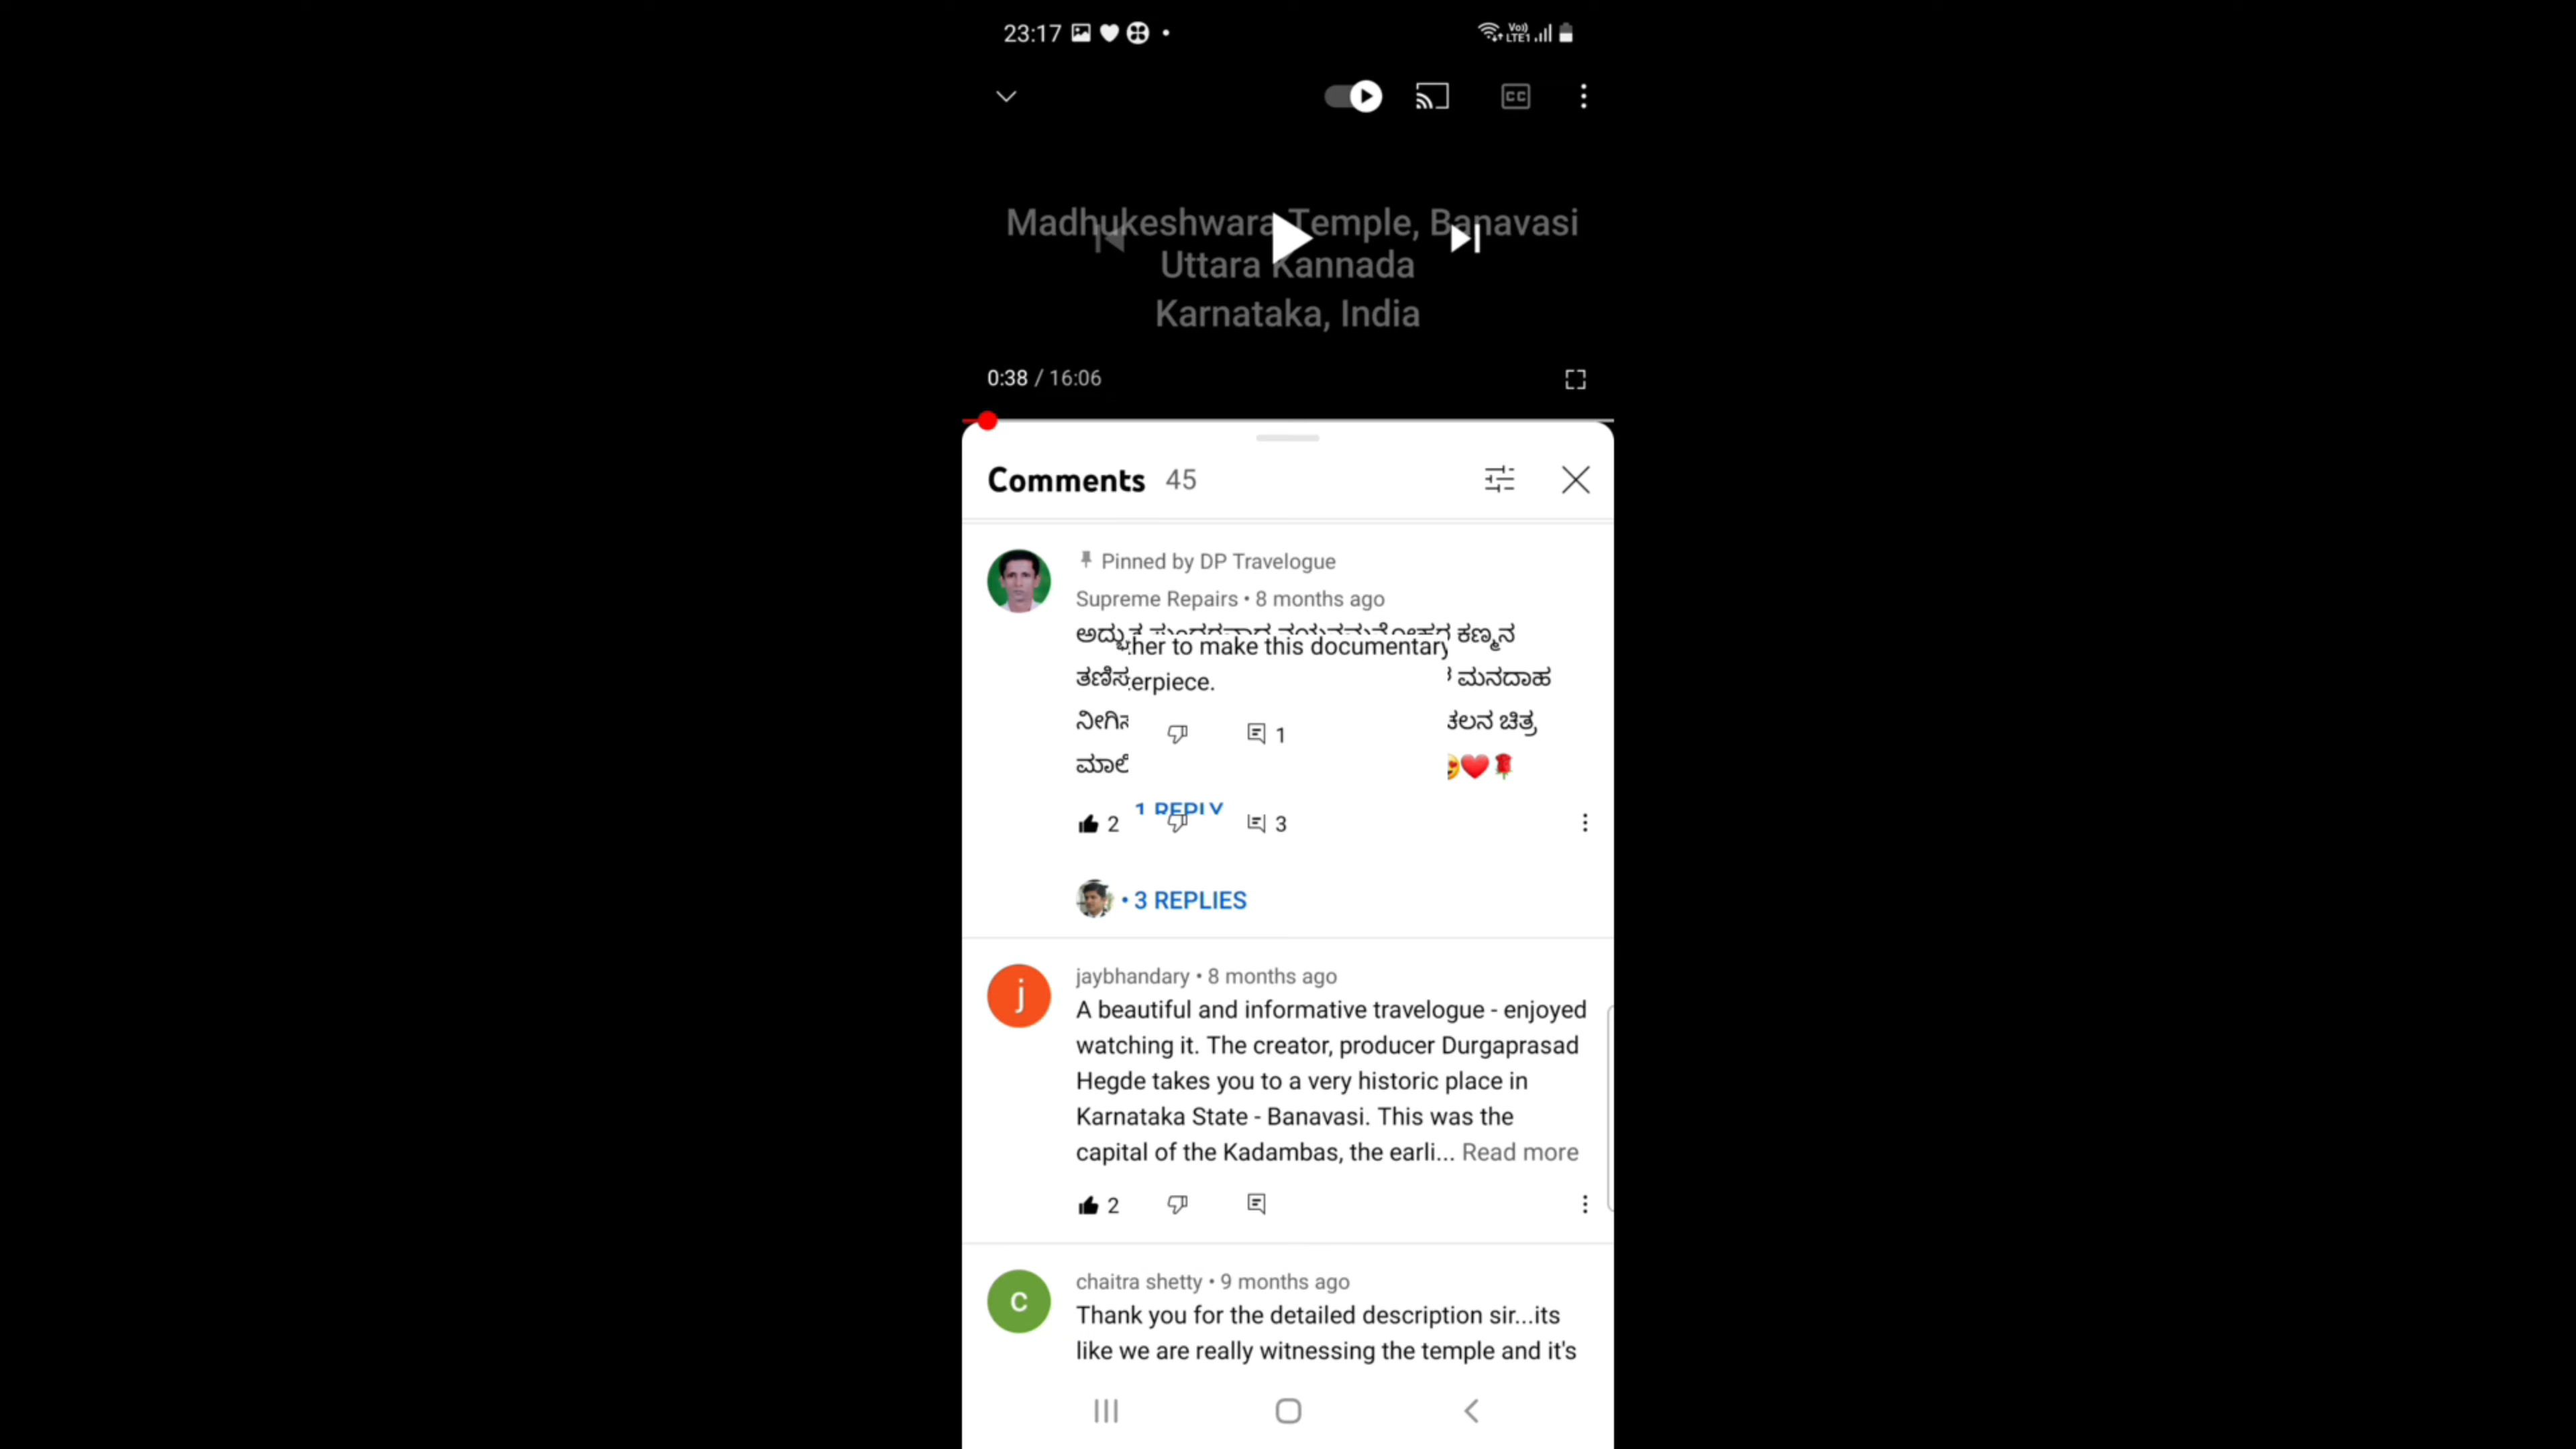 23:17
Voı)
LTE1
CC
Madhukeshwara Temple, Banavasi
Uttara Kannada
Karnataka, India
0:38 / 16:06
Comments 45
Pinned by DP Travelogue
Supreme Repairs • 8 months ago
ಕಣ್ಮನ
her to make this documentary
ಮನದಾಹ
erpiece.
ಚಿತ್ರ
1
😍❤️🌹
1 REPLY
2 3
• 3 REPLIES
j
jaybhandary • 8 months ago
A beautiful and informative travelogue - enjoyed
watching it. The creator, producer Durgaprasad
Hegde takes you to a very historic place in
Karnataka State - Banavasi. This was the
capital of the Kadambas, the earli... Read more
2
c
chaitra shetty • 9 months ago
Thank you for the detailed description sir...its
like we are really witnessing the temple and it's